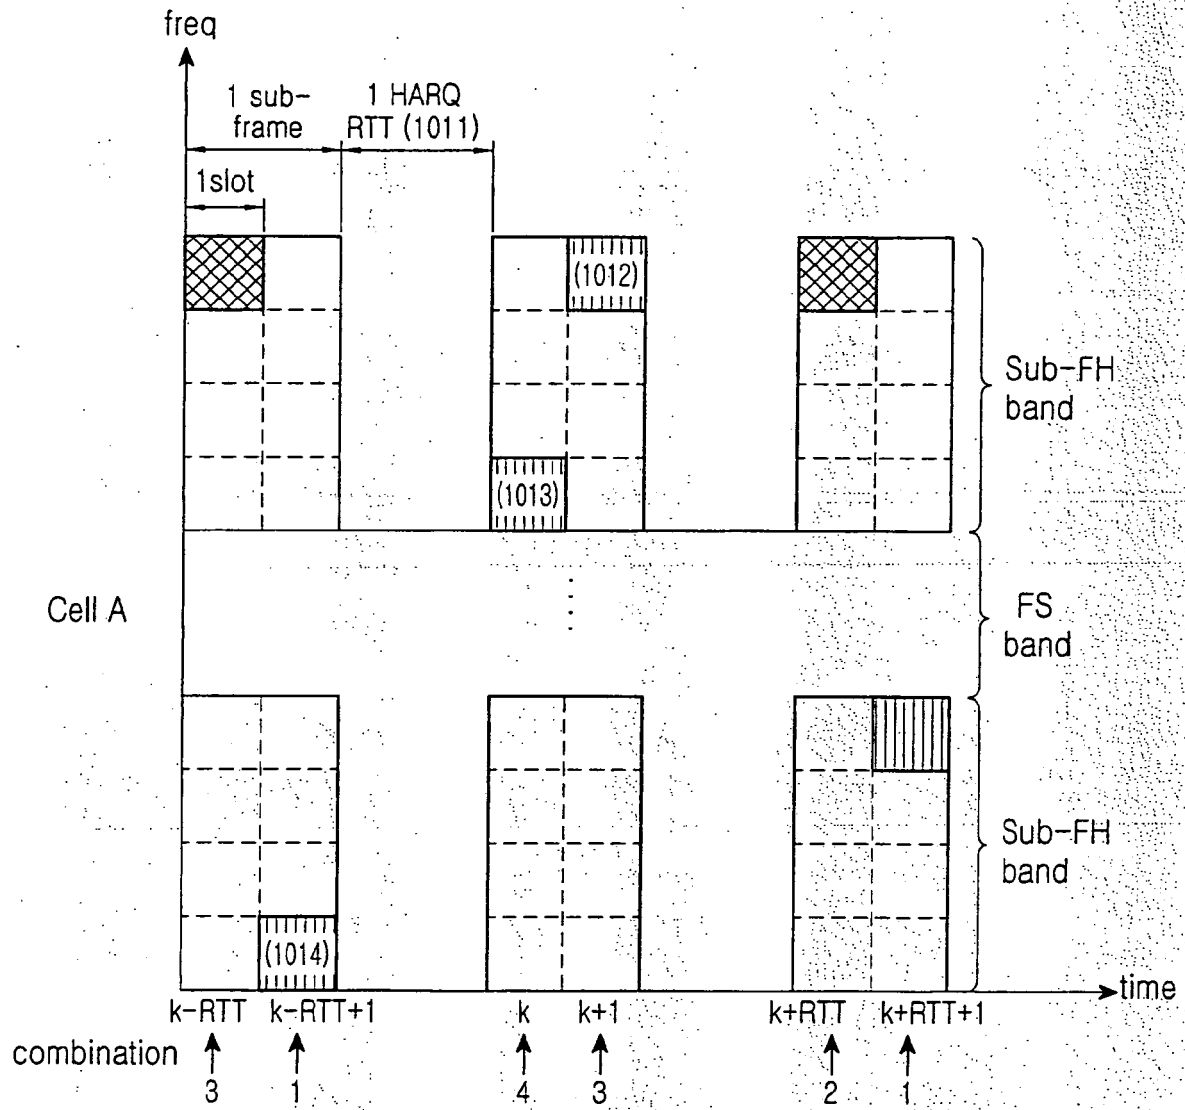 freq
1 sub-
frame
1 HARQ
RTT (1011)
1slot
(1012)
(1013)
Sub-FH
band
Cell A
FS
band
(1014)
Sub-FH
band
time
k-RTT k-RTT+1 k k+1 k+RTT k+RTT+1
combination
3 1 4 3 2 1